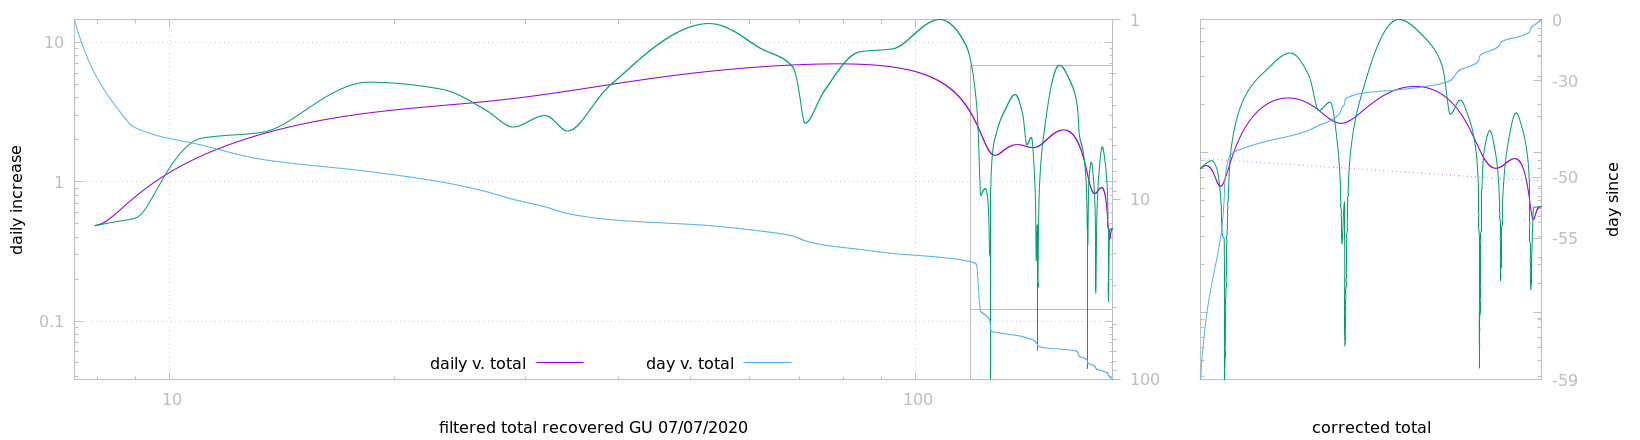 10
1
0.1
daily increase
daily v. total
day v. total
10
100
filtered total recovered GU 07/07/2020
1
10
100
0
-30
-50
-55
-59
day since
corrected total